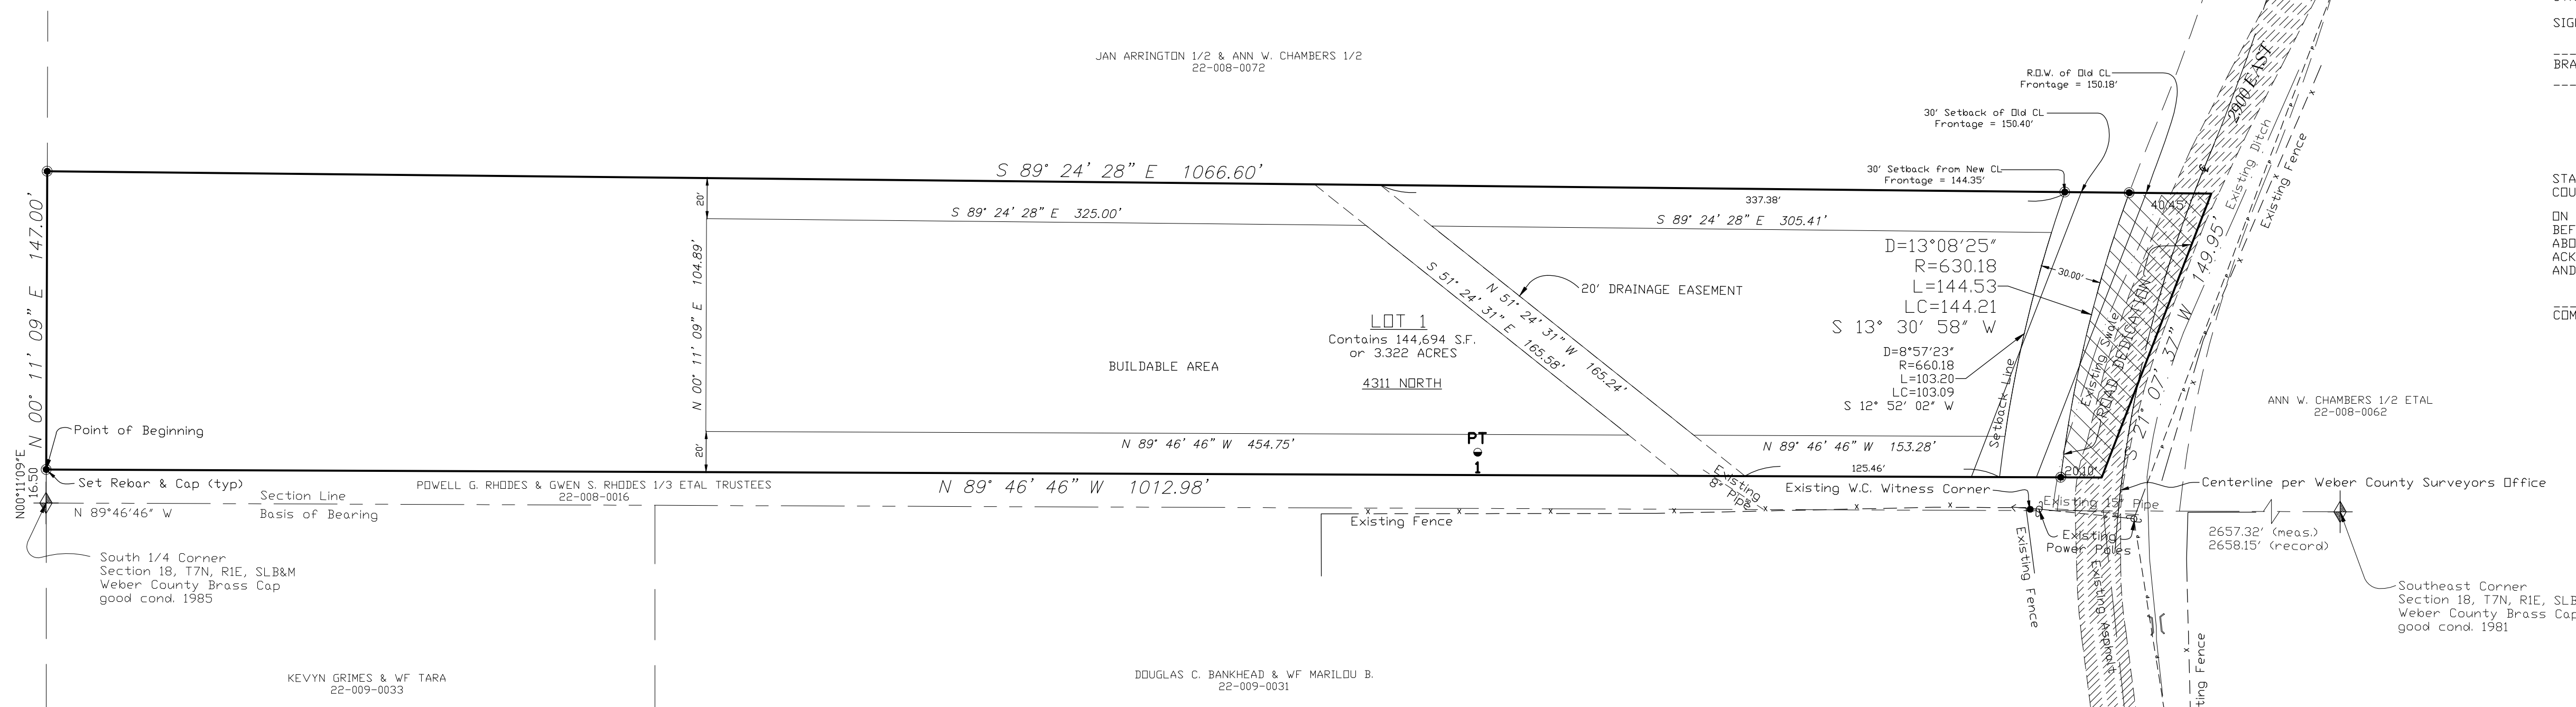 JAN ARRINGTON 1/2 & ANN W. CHAMBERS 1/2
22-008-0072
R.O.W. of Old CL
Frontage = 150.18'
30' Setback of Old CL
Frontage = 150.40'
30' Setback from New CL
Frontage = 144.35'
2900 EAST
Existing Ditch
Existing Fence
SIG
BRA
STA
COU
ON
BEF
ABO
ACK
AND
COM
S 89° 24' 28" E 1066.60'
337.38'
40.45'
20'
S 89° 24' 28" E 325.00'
S 89° 24' 28" E 305.41'
N 00° 11' 09" E 147.00'
N 00° 11' 09" E 104.89'
20'
D=13°08'25"
R=630.18
L=144.53
LC=144.21
S 13° 30' 58" W
30.00'
D=8°57'23"
R=660.18
L=103.20
LC=103.09
S 12° 52' 02" W
Setback Line
Existing Swale
ROAD DEDICATION
S 21° 07' 37" W 149.95'
20' DRAINAGE EASEMENT
N 51° 24' 31" W 165.24'
S 51° 24' 31" E 165.58'
LOT 1
Contains 144,694 S.F.
or 3.322 ACRES
4311 NORTH
BUILDABLE AREA
ANN W. CHAMBERS 1/2 ETAL
22-008-0062
Point of Beginning
N 89° 46' 46" W 454.75'
PT
1
N 89° 46' 46" W 153.28'
125.46'
20.10'
N00°11'09"E
16.50
Set Rebar & Cap (typ)
POWELL G. RHODES & GWEN S. RHODES 1/3 ETAL TRUSTEES
22-008-0016
N 89° 46' 46" W 1012.98'
Section Line
N 89°46'46" W
Basis of Bearing
Existing
8" Pipe
Existing W.C. Witness Corner
Existing 15" Pipe
Centerline per Weber County Surveyors Office
Existing Fence
Existing
Power Poles
2657.32' (meas.)
2658.15' (record)
South 1/4 Corner
Section 18, T7N, R1E, SLB&M
Weber County Brass Cap
good cond. 1985
Existing Fence
Existing Asphalt
Southeast Corner
Section 18, T7N, R1E, SLB
Weber County Brass Cap
good cond. 1981
ting Fence
KEVYN GRIMES & WF TARA
22-009-0033
DOUGLAS C. BANKHEAD & WF MARILOU B.
22-009-0031